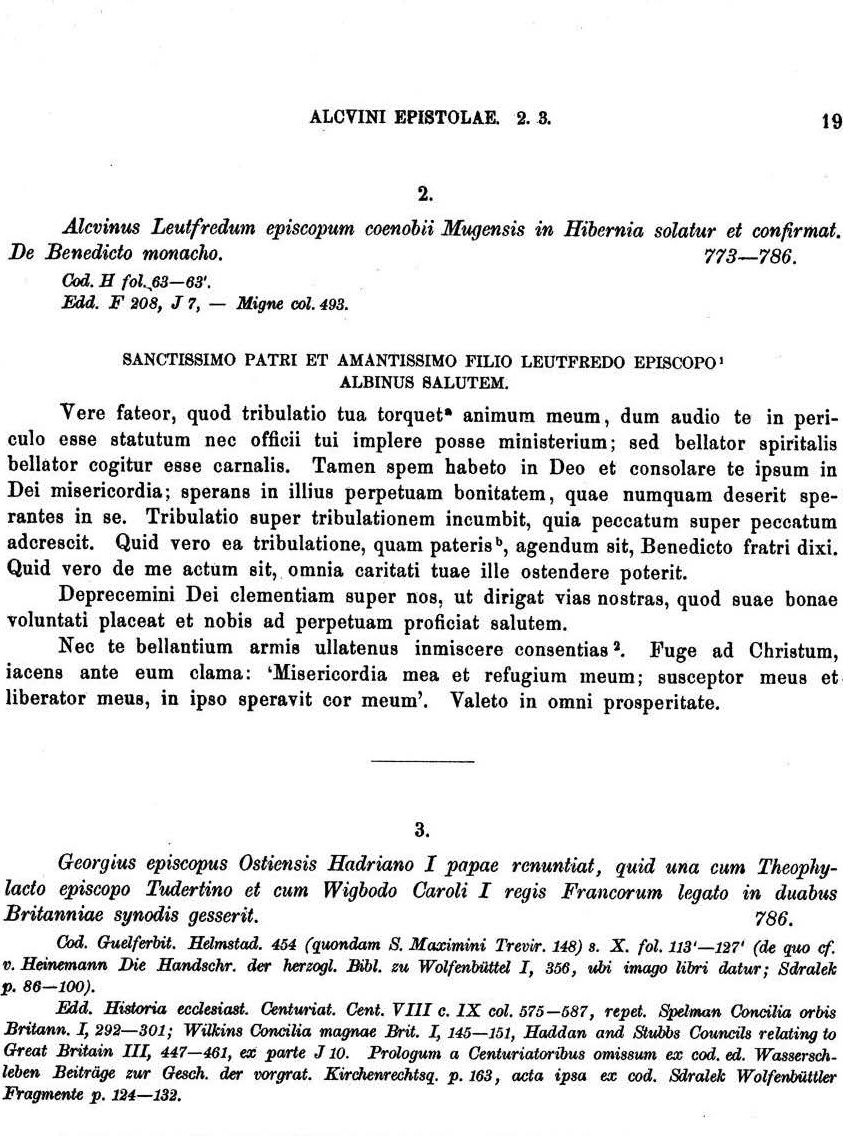 ALCVINI EPISTOLAE. 2. 3.
19
2.
Alcvinus Leutfredum episcopum coenobii Mugensis in Hibernia solatur et confirmat.
De Benedicto monacho. 773—786.
Cod. H fol. 63—63'.
Edd. F 208, J 7, — Migne col. 493.
SANCTISSIMO PATRI ET AMANTISSIMO FILIO LEUTFREDO EPISCOPO¹
ALBINUS SALUTEM.
Vere fateor, quod tribulatio tua torquetᵃ animum meum, dum audio te in peri-
culo esse statutum nec officii tui implere posse ministerium; sed bellator spiritalis
bellator cogitur esse carnalis. Tamen spem habeto in Deo et consolare te ipsum in
Dei misericordia; sperans in illius perpetuam bonitatem, quae numquam deserit spe-
rantes in se. Tribulatio super tribulationem incumbit, quia peccatum super peccatum
adcrescit. Quid vero ea tribulatione, quam paterisᵇ, agendum sit, Benedicto fratri dixi.
Quid vero de me actum sit, omnia caritati tuae ille ostendere poterit.
Deprecemini Dei clementiam super nos, ut dirigat vias nostras, quod suae bonae
voluntati placeat et nobis ad perpetuam proficiat salutem.
Nec te bellantium armis ullatenus inmiscere consentias². Fuge ad Christum,
iacens ante eum clama: ‘Misericordia mea et refugium meum; susceptor meus et
liberator meus, in ipso speravit cor meum’. Valeto in omni prosperitate.
3.
Georgius episcopus Ostiensis Hadriano I papae renuntiat, quid una cum Theophy-
lacto episcopo Tudertino et cum Wigbodo Caroli I regis Francorum legato in duabus
Britanniae synodis gesserit. 786.
Cod. Guelferbit. Helmstad. 454 (quondam S. Maximini Trevir. 148) s. X. fol. 113'—127' (de quo cf.
v. Heinemann Die Handschr. der herzogl. Bibl. zu Wolfenbüttel I, 356, ubi imago libri datur; Sdralek
p. 86—100).
Edd. Historia ecclesiast. Centuriat. Cent. VIII c. IX col. 575—587, repet. Spelman Concilia orbis
Britann. I, 292—301; Wilkins Concilia magnae Brit. I, 145—151, Haddan and Stubbs Councils relating to
Great Britain III, 447—461, ex parte J 10. Prologum a Centuriatoribus omissum ex cod. ed. Wassersch-
leben Beiträge zur Gesch. der vorgrat. Kirchenrechtsq. p. 163, acta ipsa ex cod. Sdralek Wolfenbüttler
Fragmente p. 124—132.